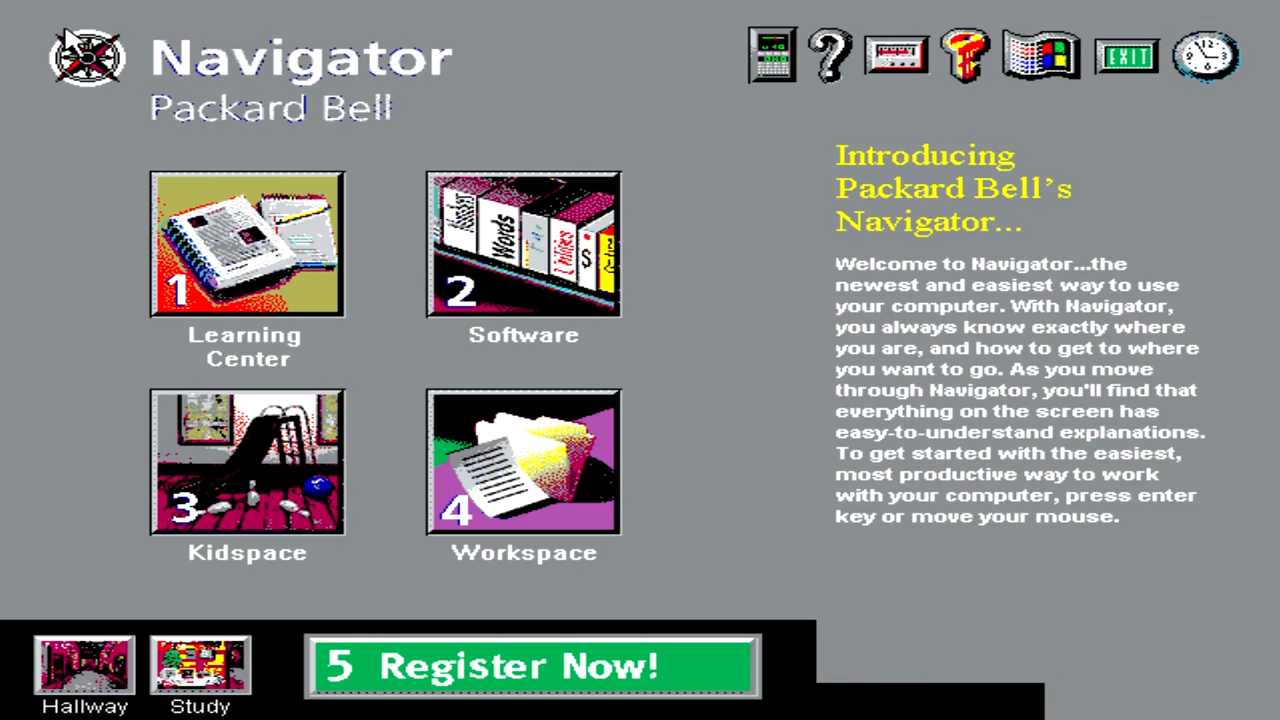 Navigator
Packard Bell
EXIT
Introducing
Packard Bell's
Navigator...
Welcome to Navigator...the
newest and easiest way to use
your computer. With Navigator,
you always know exactly where
you are, and how to get to where
you want to go. As you move
through Navigator, you'll find that
everything on the screen has
easy-to-understand explanations.
To get started with the easiest,
most productive way to work
with your computer, press enter
key or move your mouse.
1
Learning
Center
Words
Utilities
$
2
Software
3
Kidspace
4
Workspace
5 Register Now!
Hallway
Study